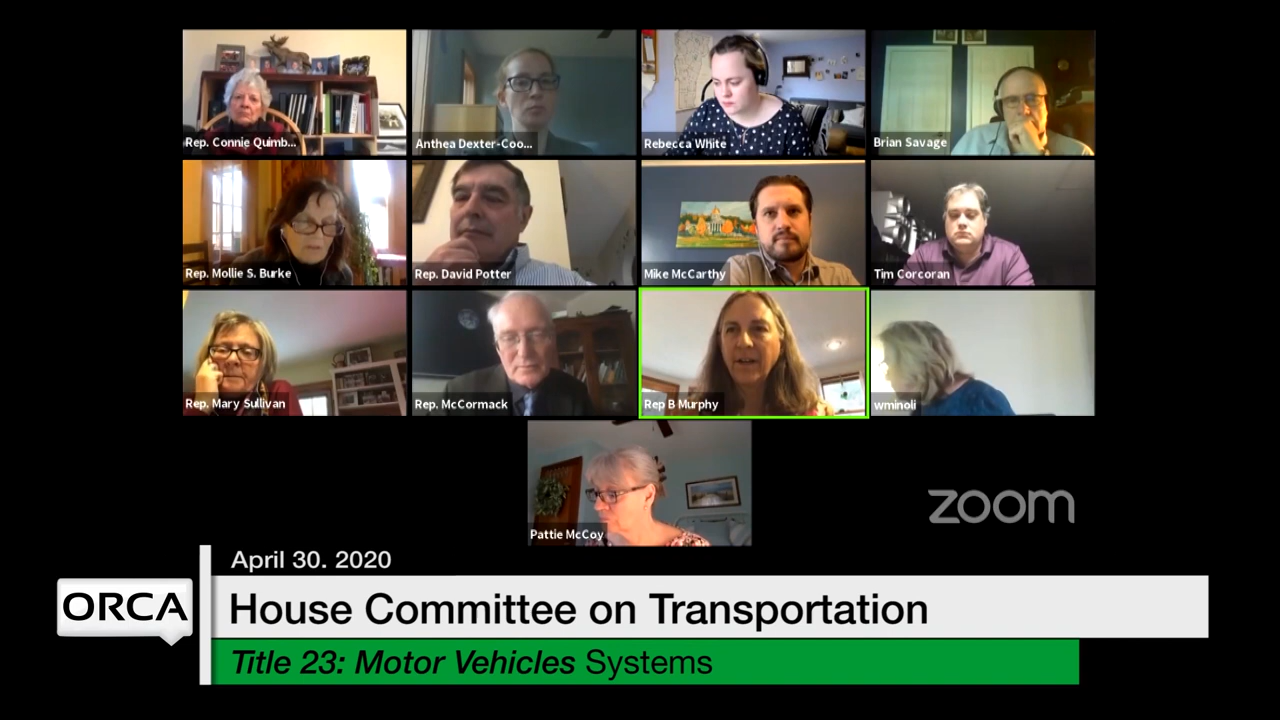 Rep. Connie Quimb...
Anthea Dexter-Coo...
Rebecca White
Brian Savage
Rep. Mollie S. Burke
Rep. David Potter
Mike McCarthy
Tim Corcoran
Rep. Mary Sullivan
Rep. McCormack
Rep B Murphy
wminoli
Pattie McCoy
zoom
April 30. 2020
ORCA
House Committee on Transportation
Title 23: Motor Vehicles Systems